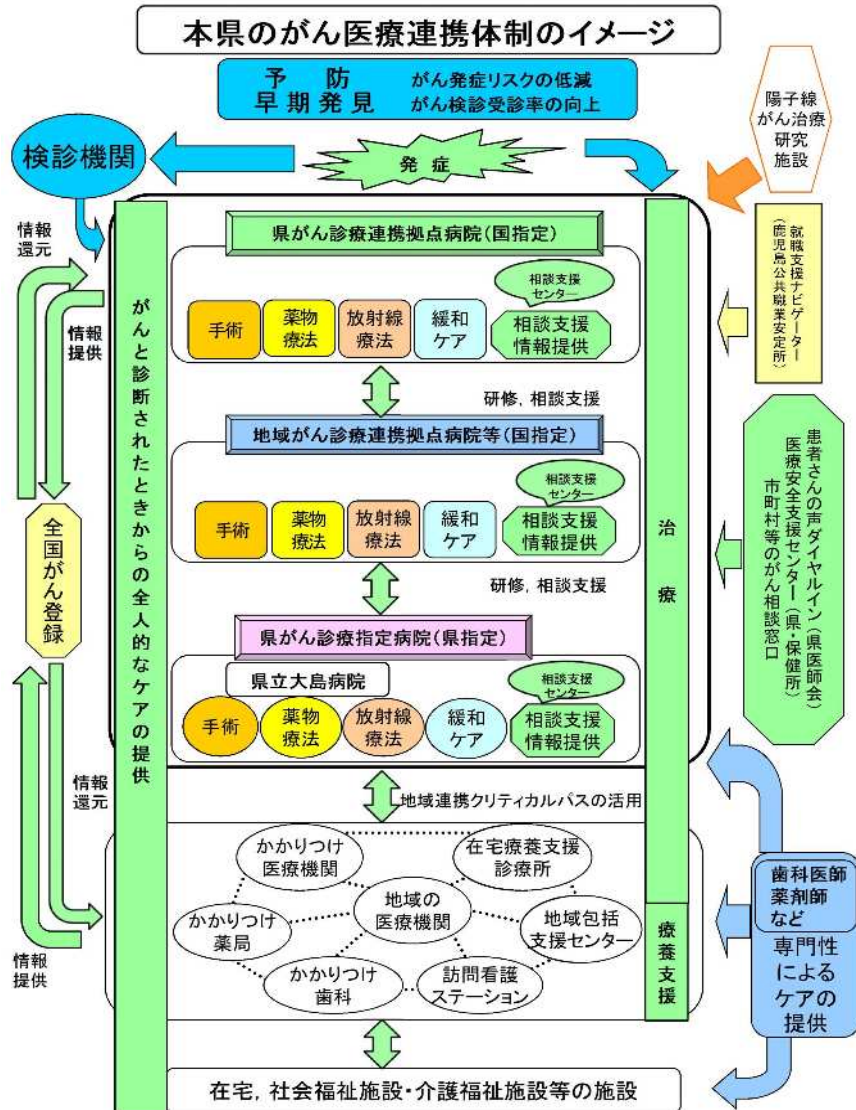 本県のがん医療連携体制のイメージ
予　防　がん発症リスクの低減
早期発見　がん検診受診率の向上
陽子線
がん治療
研究
施設
検診機関
発症
情報
還元
情報
提供
県がん診療連携拠点病院(国指定)
相談支援
センター
手術
薬物
療法
放射線
療法
緩和
ケア
相談支援
情報提供
就職支援ナビゲーター
(鹿児島公共職業安定所)
がんと診断されたときからの全人的なケアの提供
研修，相談支援
地域がん診療連携拠点病院等(国指定)
相談支援
センター
手術
薬物
療法
放射線
療法
緩和
ケア
相談支援
情報提供
治療
患者さんの声ダイヤルイン(県医師会)
医療安全支援センター(県・保健所)
市町村等のがん相談窓口
全国がん登録
研修，相談支援
県がん診療指定病院(県指定)
県立大島病院
相談支援
センター
手術
薬物
療法
放射線
療法
緩和
ケア
相談支援
情報提供
情報
還元
地域連携クリティカルパスの活用
かかりつけ
医療機関
在宅療養支援
診療所
地域の
医療機関
かかりつけ
薬局
地域包括
支援センター
かかりつけ
歯科
訪問看護
ステーション
療養支援
情報
提供
歯科医師
薬剤師
など
専門性
による
ケアの
提供
在宅，社会福祉施設・介護福祉施設等の施設